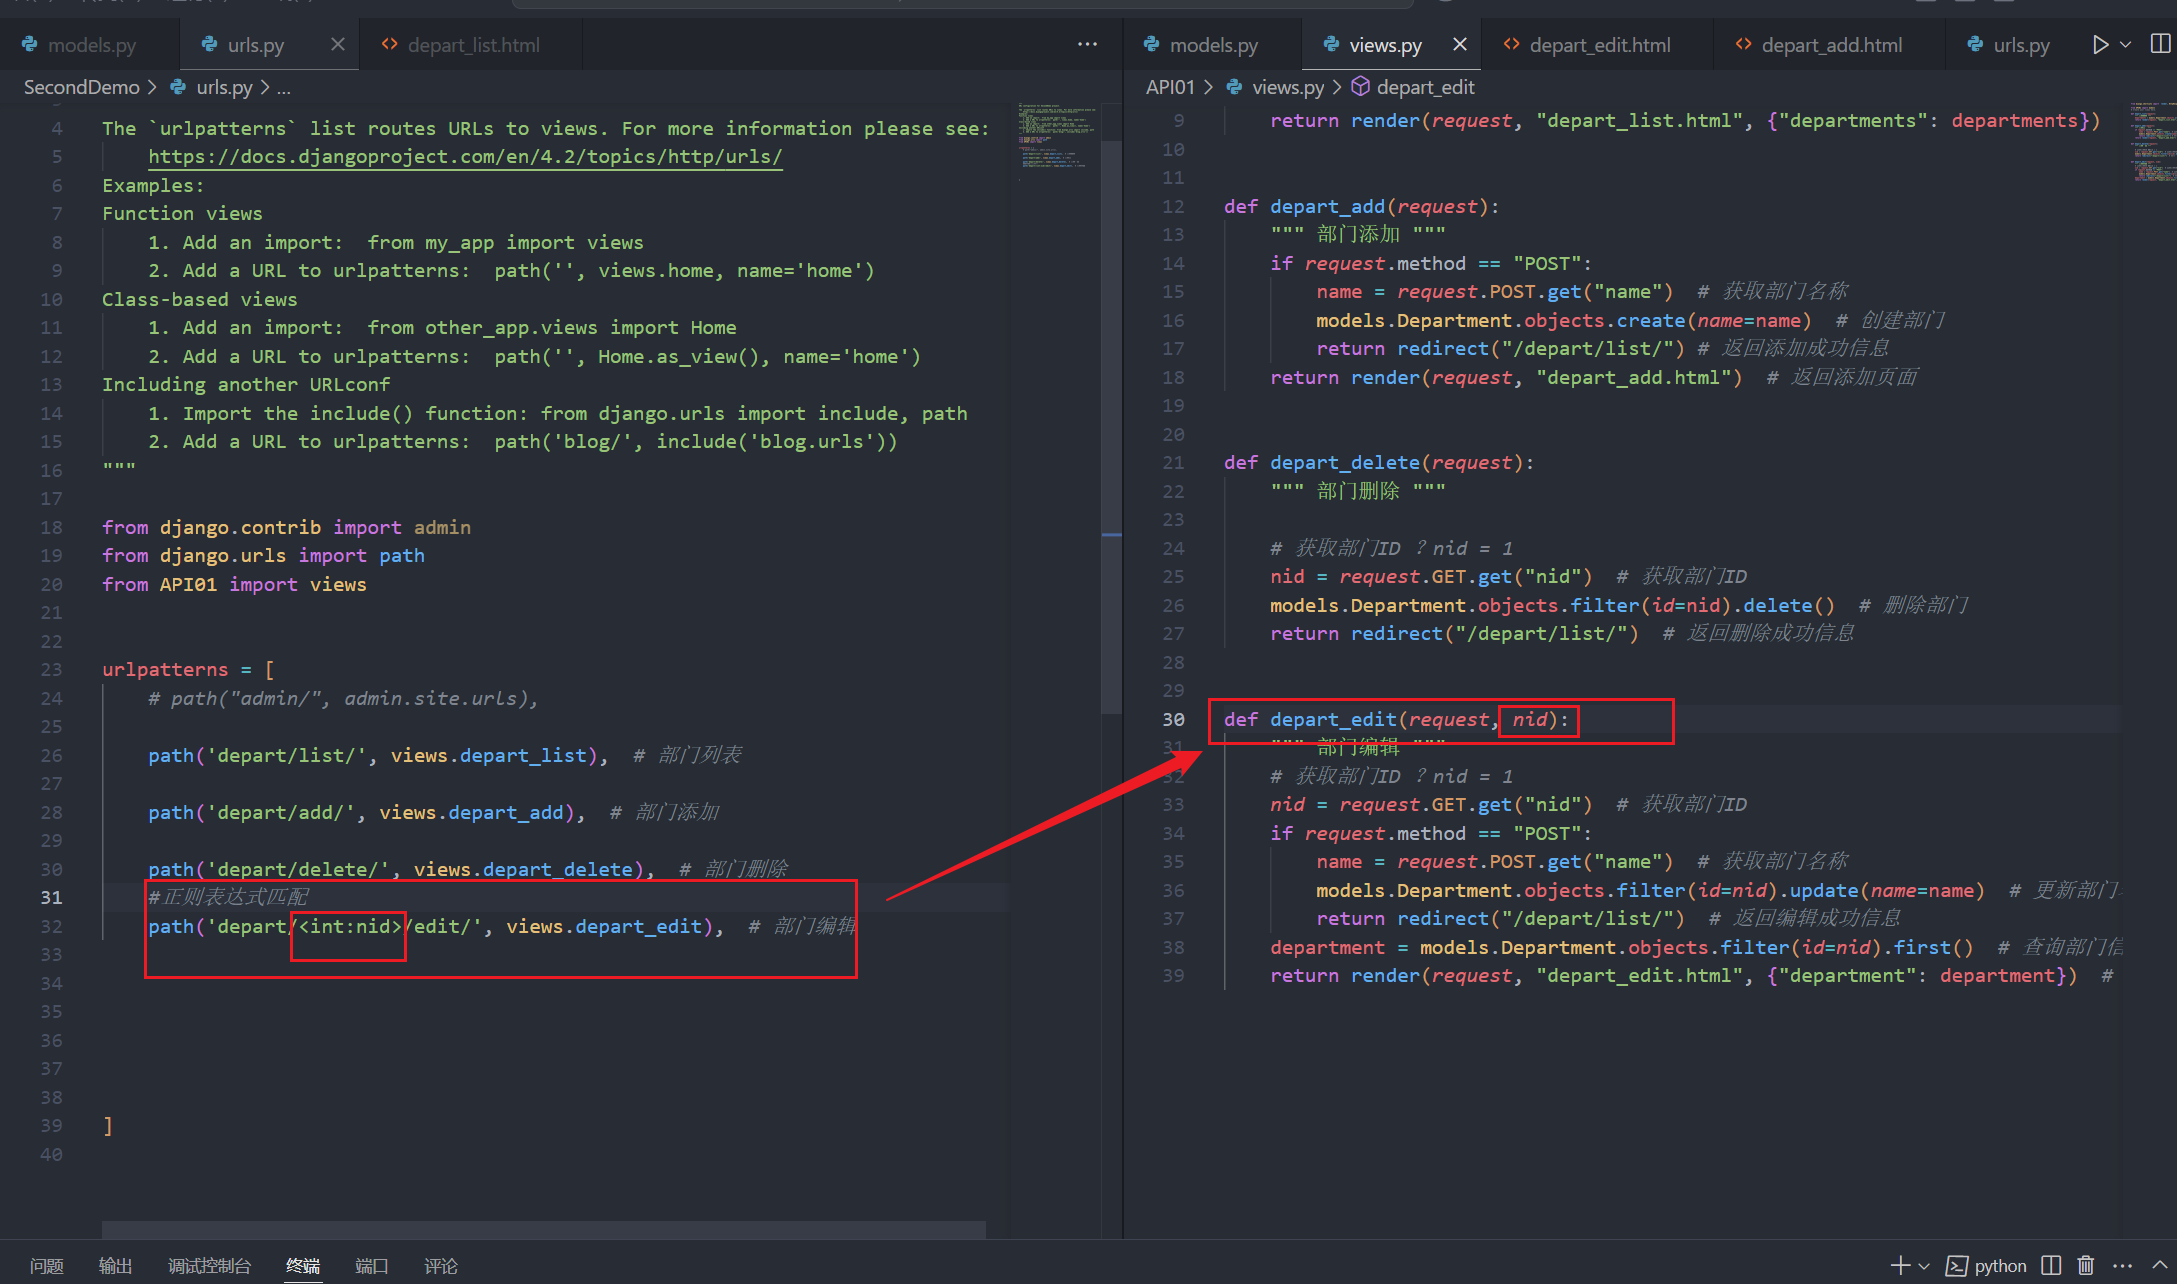 models.py
urls.py
depart_list.html
SecondDemo > urls.py > ...
4 The `urlpatterns` list routes URLs to views. For more information please see:
5 https://docs.djangoproject.com/en/4.2/topics/http/urls/
6 Examples:
7 Function views
8 1. Add an import:  from my_app import views
9 2. Add a URL to urlpatterns:  path('', views.home, name='home')
10 Class-based views
11 1. Add an import:  from other_app.views import Home
12 2. Add a URL to urlpatterns:  path('', Home.as_view(), name='home')
13 Including another URLconf
14 1. Import the include() function: from django.urls import include, path
15 2. Add a URL to urlpatterns:  path('blog/', include('blog.urls'))
16 """
17
18 from django.contrib import admin
19 from django.urls import path
20 from API01 import views
21
22
23 urlpatterns = [
24 # path("admin/", admin.site.urls),
25
26 path('depart/list/', views.depart_list),  # 部门列表
27
28 path('depart/add/', views.depart_add),  # 部门添加
29
30 path('depart/delete/', views.depart_delete),  # 部门删除
31 #正则表达式匹配
32 path('depart/<int:nid>/edit/', views.depart_edit),  # 部门编辑
33
34
35
36
37
38
39 ]
40
models.py
views.py
depart_edit.html
depart_add.html
urls.py
API01 > views.py > depart_edit
9 return render(request, "depart_list.html", {"departments": departments})
10
11
12 def depart_add(request):
13 """ 部门添加 """
14 if request.method == "POST":
15 name = request.POST.get("name")  # 获取部门名称
16 models.Department.objects.create(name=name)  # 创建部门
17 return redirect("/depart/list/") # 返回添加成功信息
18 return render(request, "depart_add.html")  # 返回添加页面
19
20
21 def depart_delete(request):
22 """ 部门删除 """
23
24 # 获取部门ID ？nid = 1
25 nid = request.GET.get("nid")  # 获取部门ID
26 models.Department.objects.filter(id=nid).delete()  # 删除部门
27 return redirect("/depart/list/")  # 返回删除成功信息
28
29
30 def depart_edit(request, nid):
31 """ 部门编辑 """
32 # 获取部门ID ？nid = 1
33 nid = request.GET.get("nid")  # 获取部门ID
34 if request.method == "POST":
35 name = request.POST.get("name")  # 获取部门名称
36 models.Department.objects.filter(id=nid).update(name=name)  # 更新部门
37 return redirect("/depart/list/")  # 返回编辑成功信息
38 department = models.Department.objects.filter(id=nid).first()  # 查询部门信
39 return render(request, "depart_edit.html", {"department": department})  #
问题 输出 调试控制台 终端 端口 评论
python